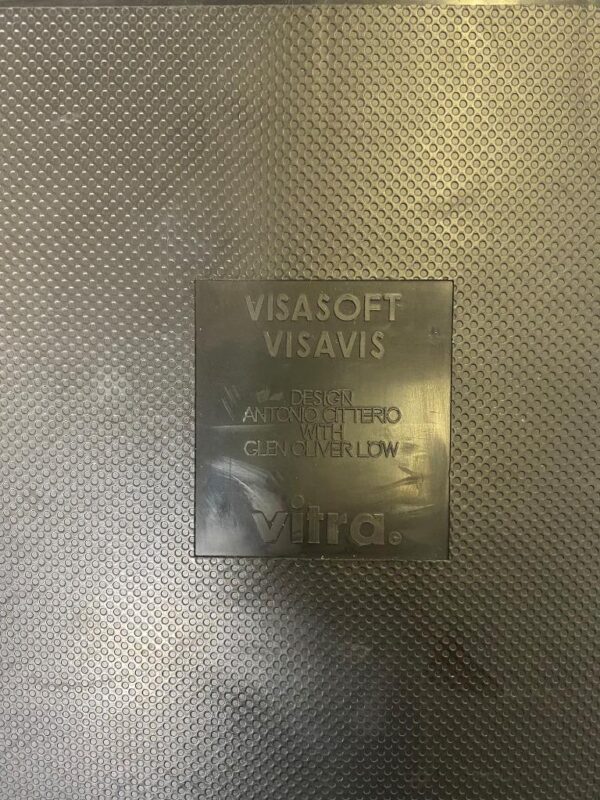 VISASOFT
VISAVIS
DESIGN
ANTONIO CITTERIO
WITH
GLEN OLIVER LÖW
vitra®